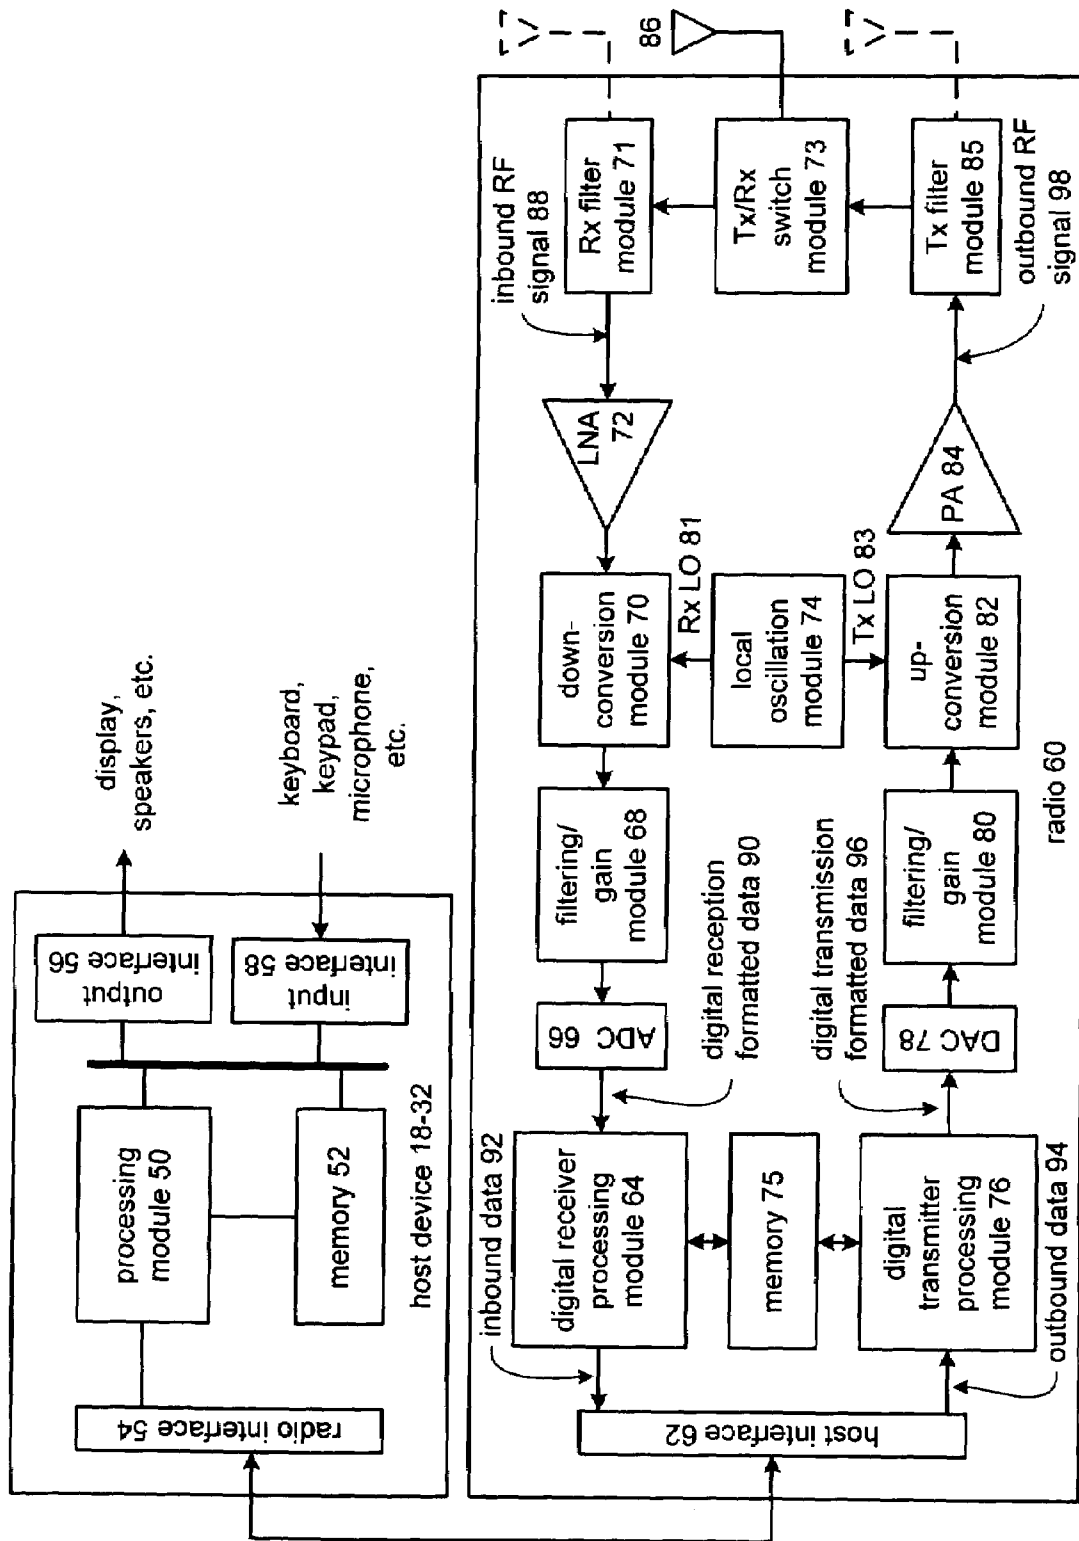 display,
speakers, etc.
keyboard,
keypad,
microphone,
etc.
output
interface 56
input
interface 58
processing
module 50
memory 52
radio interface 54
host device 18-32
86
inbound RF
signal 88
Rx filter
module 71
Tx/Rx
switch
module 73
Tx filter
module 85
outbound RF
signal 98
LNA
72
PA 84
down-
conversion
module 70
Rx LO 81
local
oscillation
module 74
Tx LO 83
up-
conversion
module 82
filtering/
gain
module 68
filtering/
gain
module 80
radio 60
ADC 66
digital reception
formatted data 90
digital transmission
formatted data 96
DAC 78
inbound data 92
digital receiver
processing
module 64
memory 75
digital
transmitter
processing
module 76
outbound data 94
host interface 62